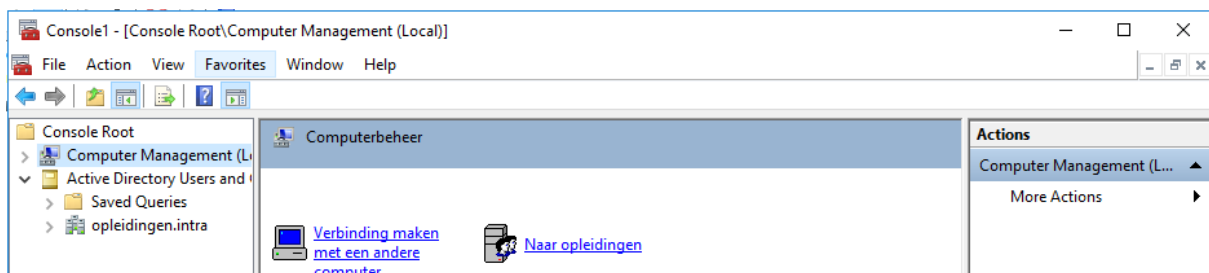 Console1 - [Console Root\Computer Management (Local)]
File Action View Favorites Window Help
Console Root
Computer Management (L
Active Directory Users and
Saved Queries
opleidingen.intra
Computerbeheer
Verbinding maken
met een andere
computer
Naar opleidingen
Actions
Computer Management (L...
More Actions